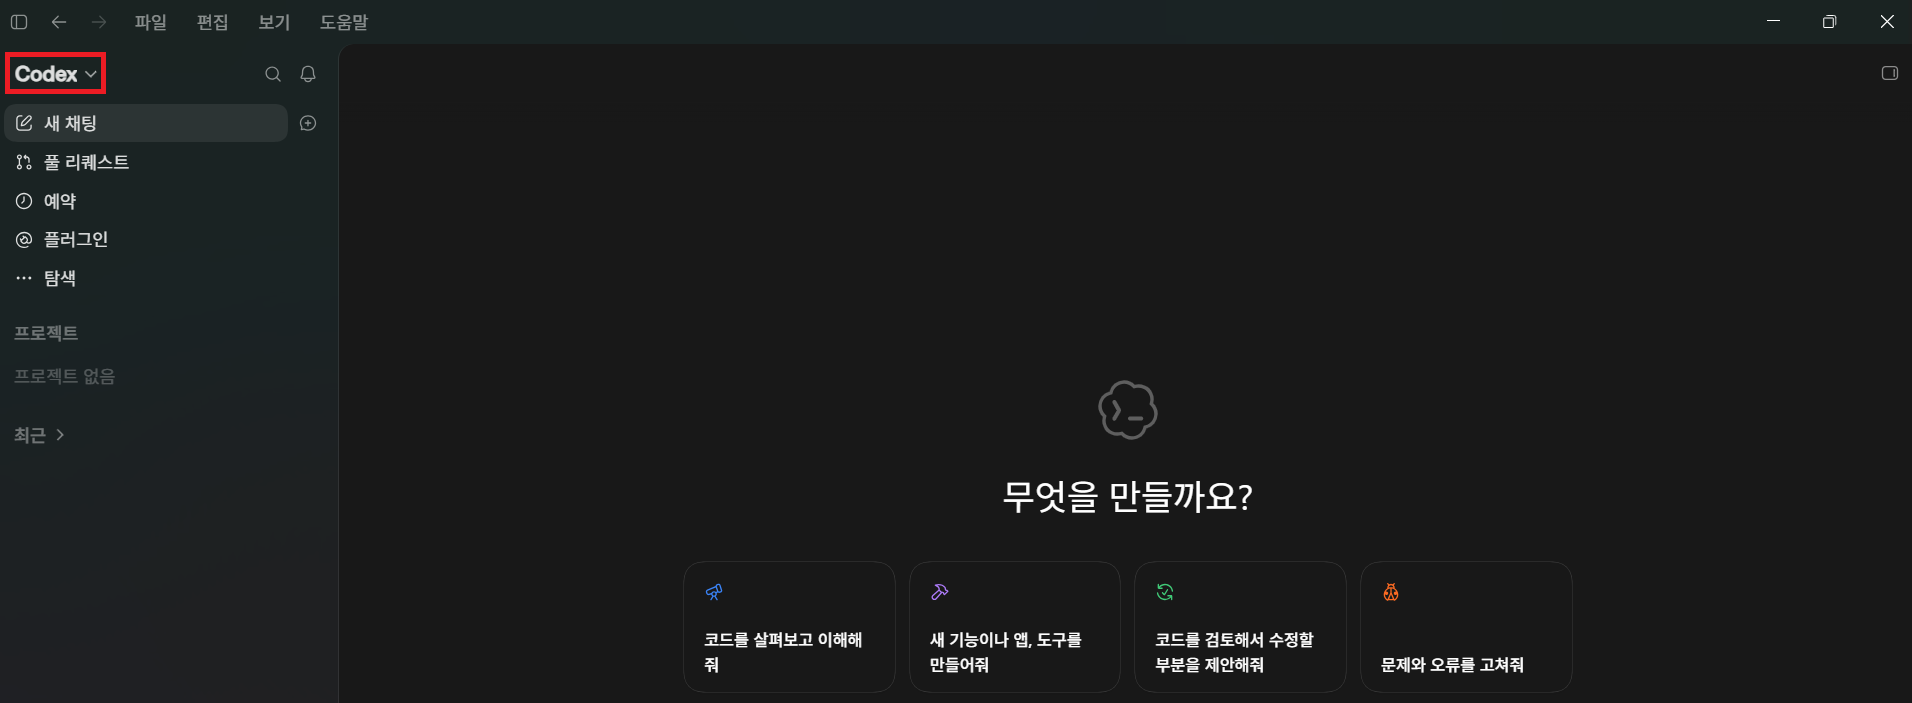 파일 편집 보기 도움말
Codex
새 채팅
풀 리퀘스트
예약
플러그인
탐색
프로젝트
프로젝트 없음
최근
무엇을 만들까요?
코드를 살펴보고 이해해
줘
새 기능이나 앱, 도구를
만들어줘
코드를 검토해서 수정할
부분을 제안해줘
문제와 오류를 고쳐줘